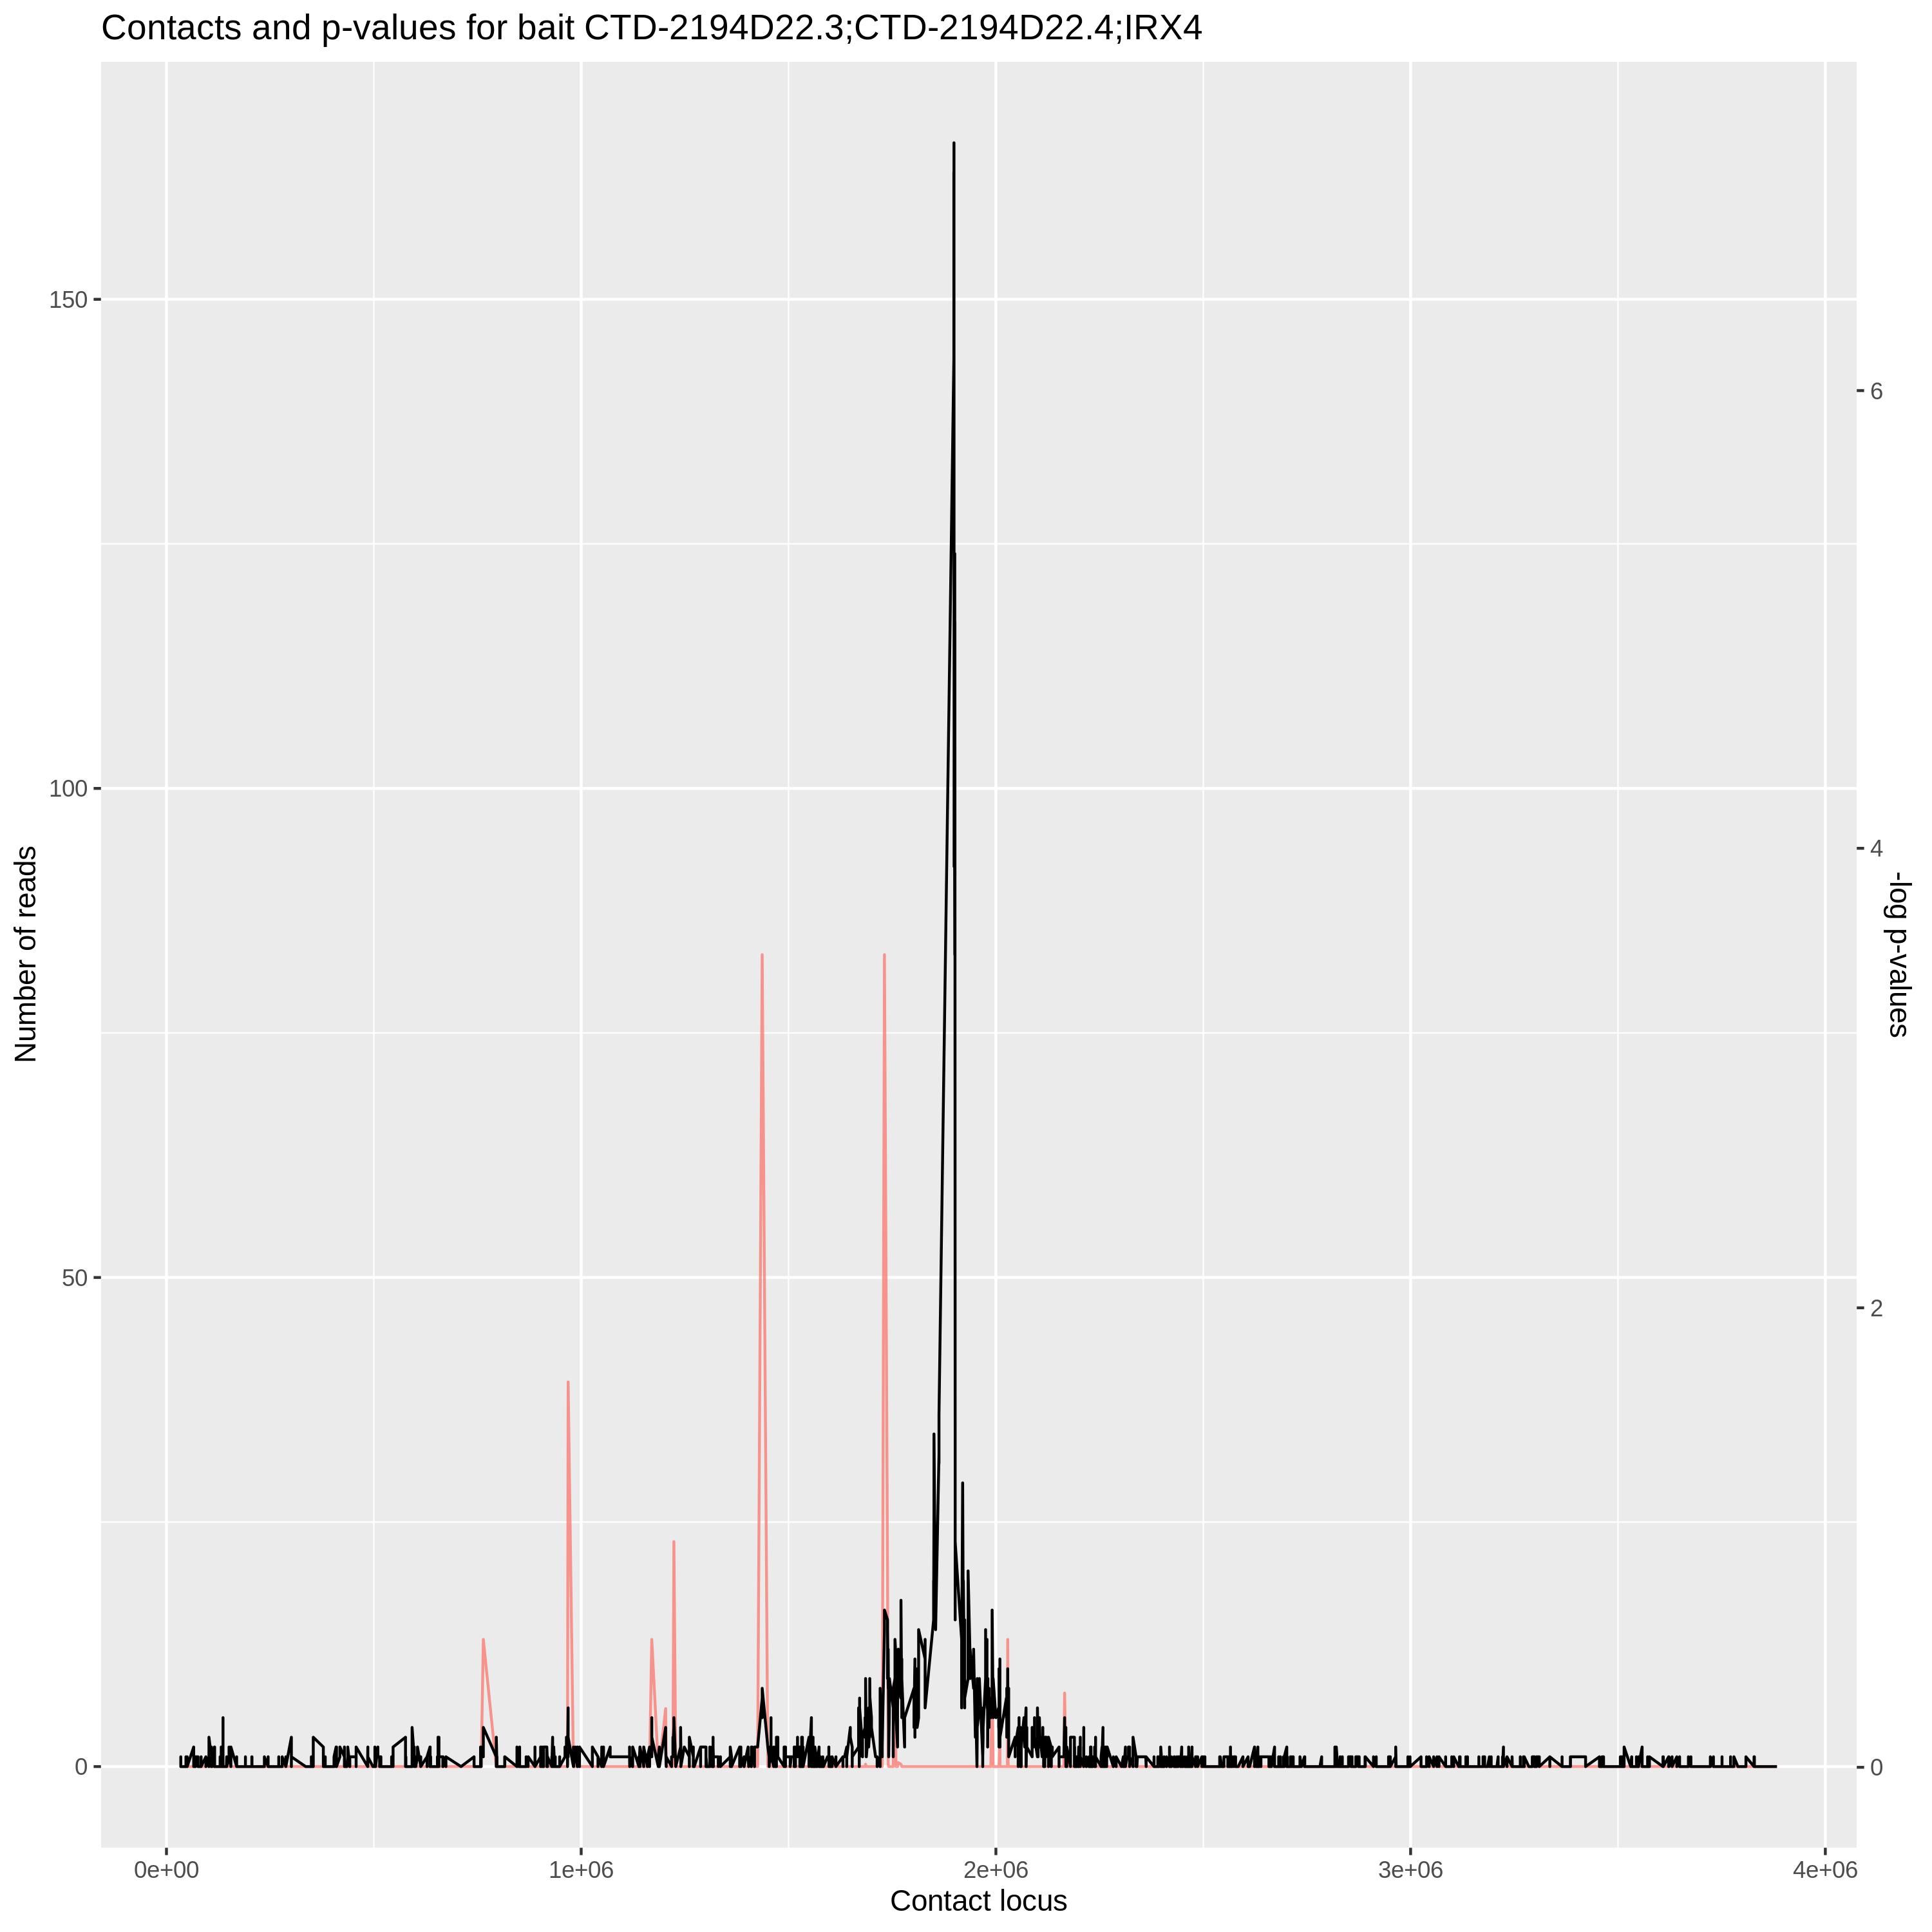 Contacts and p-values for bait CTD-2194D22.3;CTD-2194D22.4;IRX4
Number of reads
150
100
50
0
6
4
2
0
-log p-values
0e+00 1e+06 2e+06 3e+06 4e+06
Contact locus